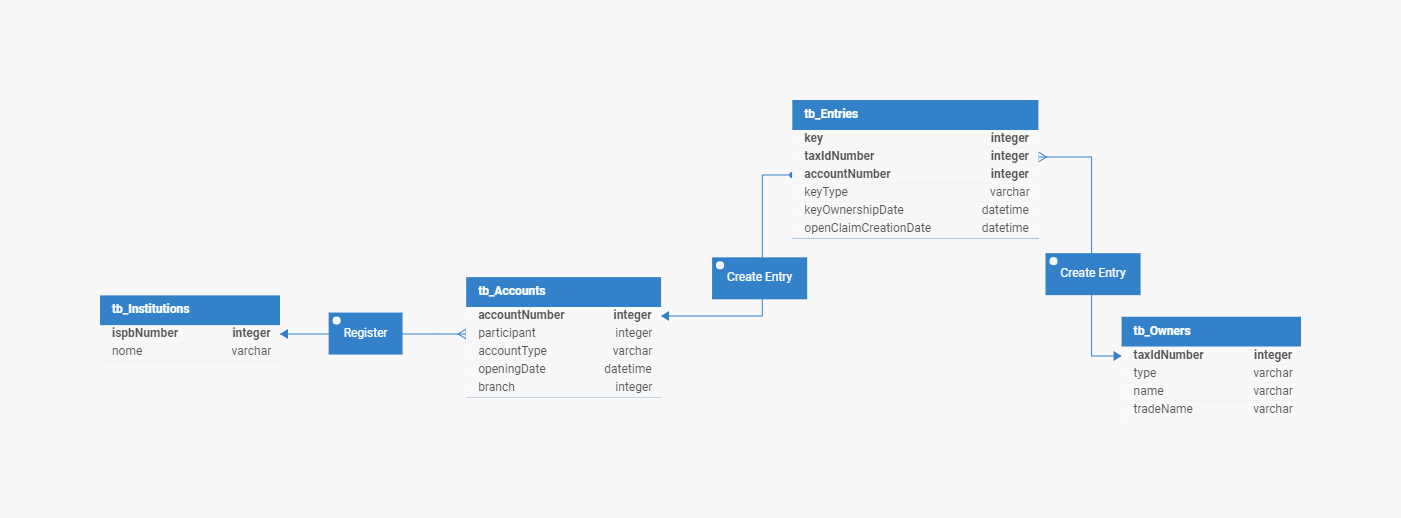 tb_Institutions
ispbNumber integer
nome varchar
Register
tb_Accounts
accountNumber integer
participant integer
accountType varchar
openingDate datetime
branch integer
Create Entry
tb_Entries
key integer
taxIdNumber integer
accountNumber integer
keyType varchar
keyOwnershipDate datetime
openClaimCreationDate datetime
Create Entry
tb_Owners
taxIdNumber integer
type varchar
name varchar
tradeName varchar